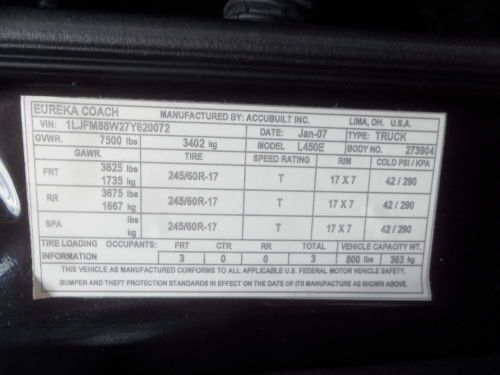 EUREKA COACH MANUFACTURED BY: ACCUBUILT INC. LIMA, OH. U.S.A.
VIN: 1LJFM88W27Y620072 DATE: Jan-07 TYPE: TRUCK
GVWR. 7500 lbs 3402 kg MODEL L450E BODY NO. 273904
GAWR. TIRE SPEED RATING RIM COLD PSI / KPA
FRT 3825 lbs 1735 kg 245/60R-17 T 17 X 7 42 / 290
RR 3675 lbs 1667 kg 245/60R-17 T 17 X 7 42 / 290
SPA lbs kg 245/60R-17 T 17 X 7 42 / 290
TIRE LOADING OCCUPANTS: FRT CTR RR TOTAL VEHICLE CAPACITY WT.
INFORMATION 3 0 0 3 800 lbs 363 kg
THIS VEHICLE AS MANUFACTURED CONFORMS TO ALL APPLICABLE U.S. FEDERAL MOTOR VEHICLE SAFETY,
BUMPER AND THEFT PROTECTION STANDARDS IN EFFECT ON THE DATE OF MANUFACTURE SHOWN ABOVE.